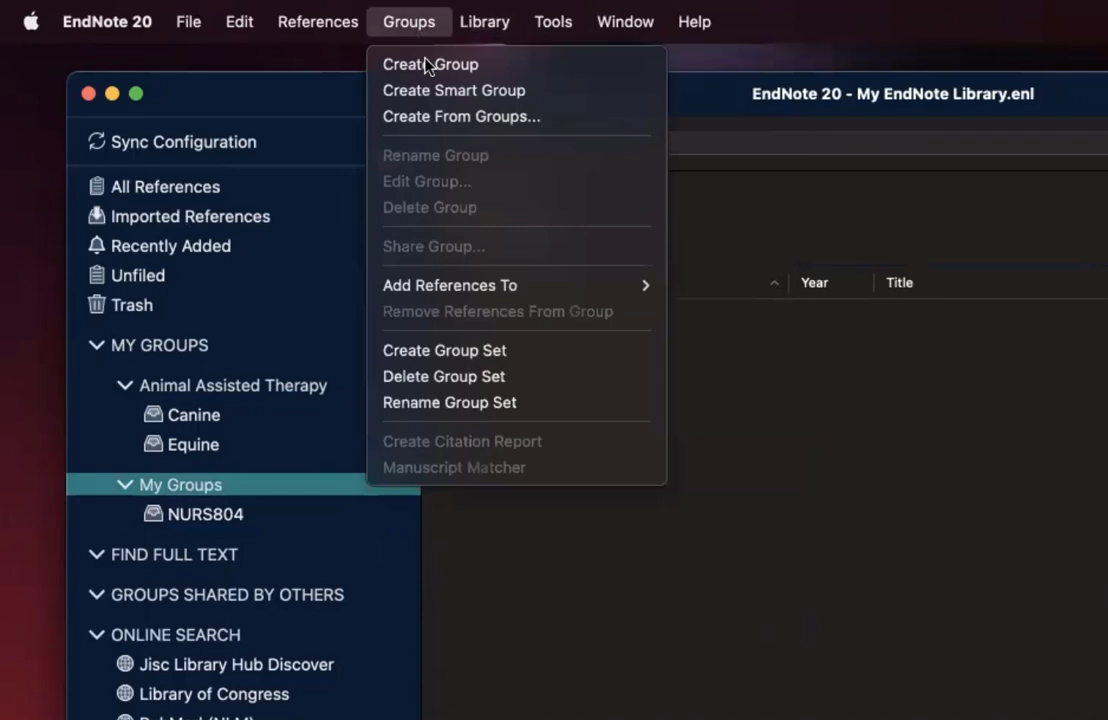 EndNote 20 File Edit References Groups Library Tools Window Help
Create Group
Create Smart Group
Create From Groups...
Rename Group
Edit Group...
Delete Group
Share Group...
Add References To
Remove References From Group
Create Group Set
Delete Group Set
Rename Group Set
Create Citation Report
Manuscript Matcher
EndNote 20 - My EndNote Library.enl
Sync Configuration
All References
Imported References
Recently Added
Unfiled
Trash
MY GROUPS
Animal Assisted Therapy
Canine
Equine
My Groups
NURS804
FIND FULL TEXT
GROUPS SHARED BY OTHERS
ONLINE SEARCH
Jisc Library Hub Discover
Library of Congress
Year Title